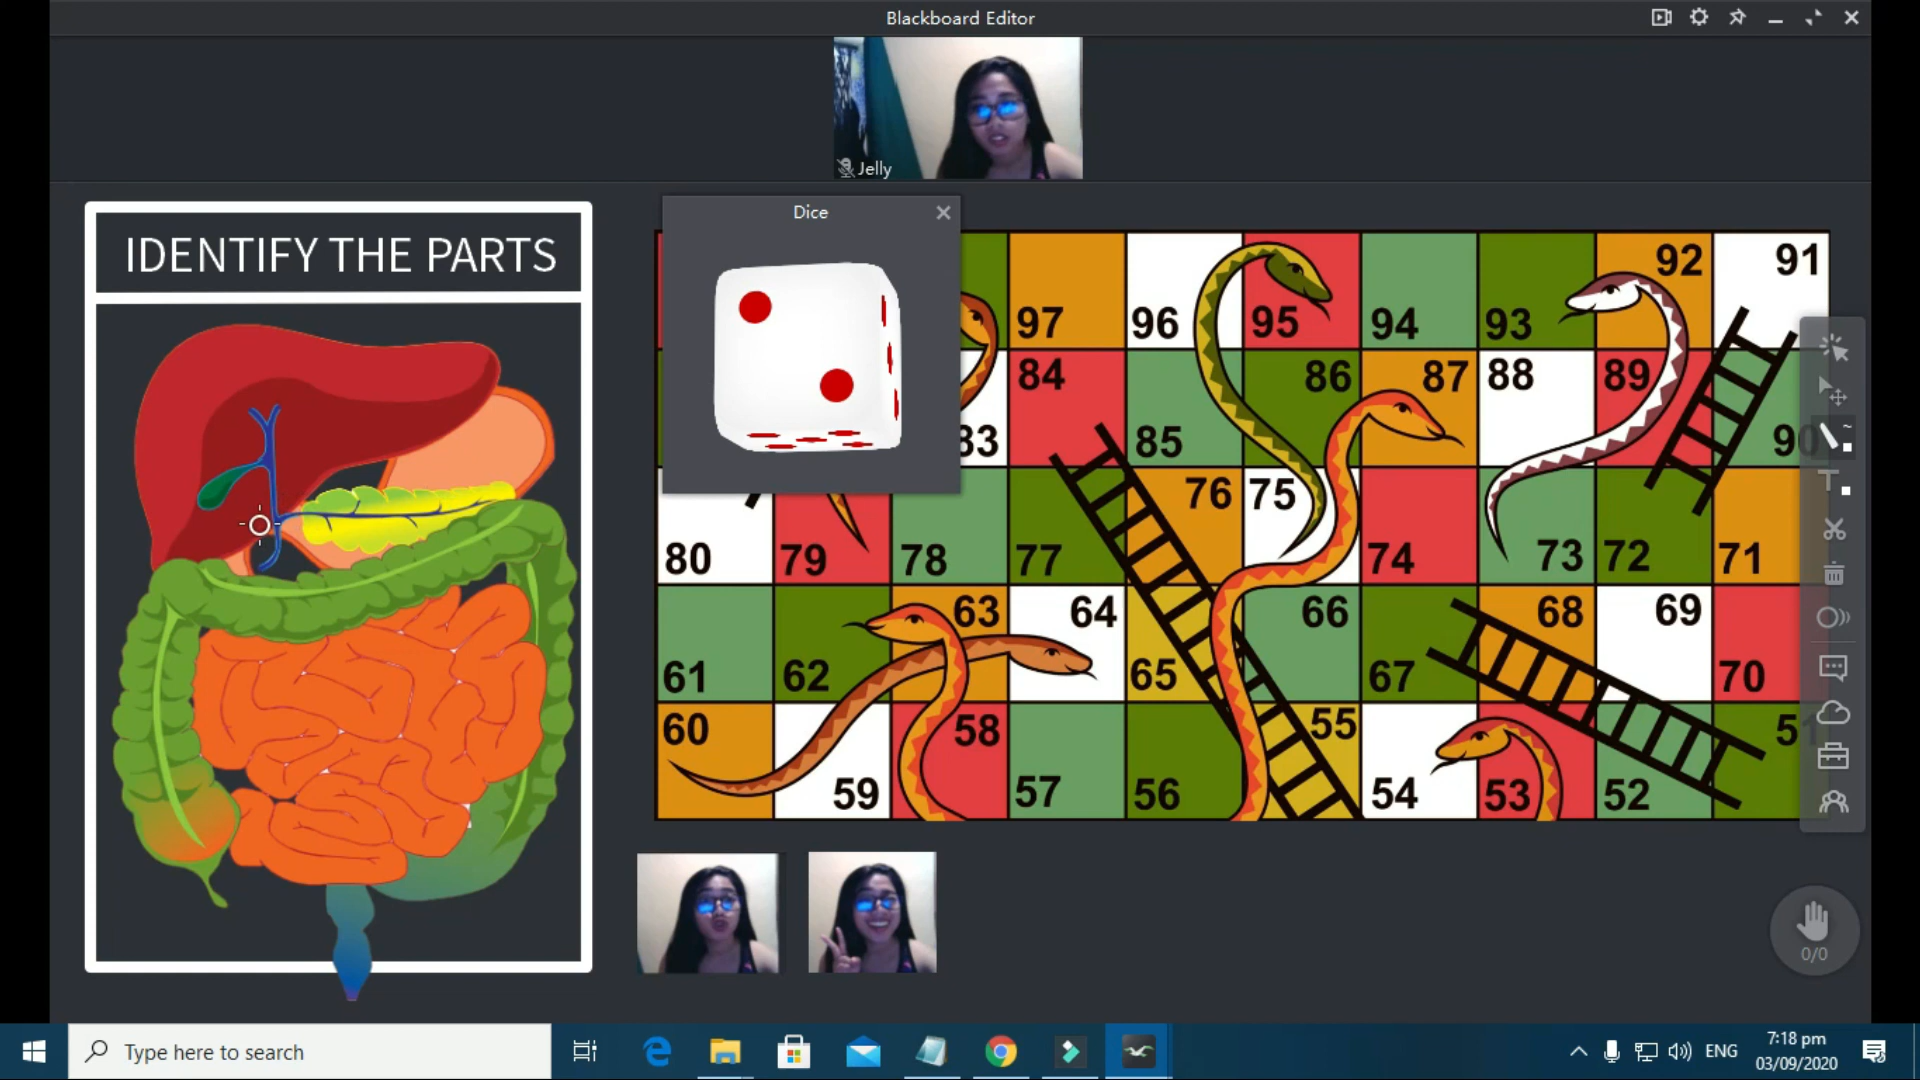 Blackboard Editor
Jelly
IDENTIFY THE PARTS
Dice
97 96 95 94 93 92 91
83 84 85 86 87 88 89 90
80 79 78 77 76 75 74 73 72 71
61 62 63 64 65 66 67 68 69 70
60 59 58 57 56 55 54 53 52 51
T
0/0
Type here to search
ENG
7:18 pm
03/09/2020